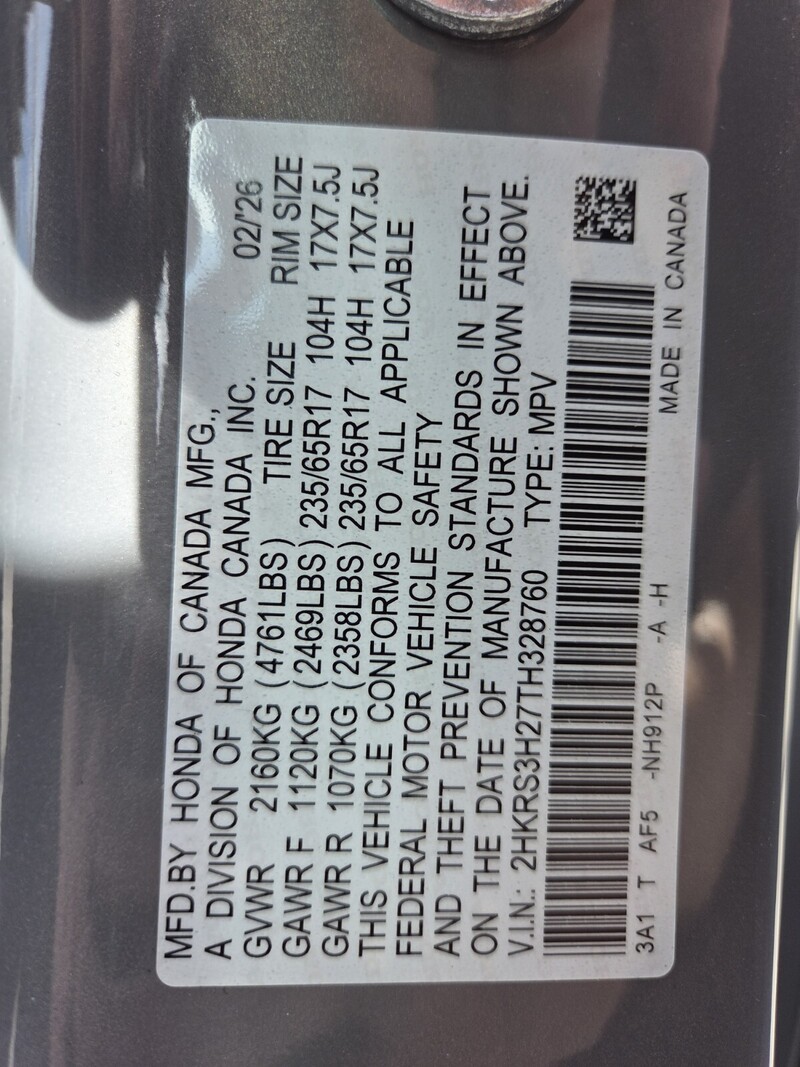 MFD.BY HONDA OF CANADA MFG.,
A DIVISION OF HONDA CANADA INC. 02/'26
GVWR 2160KG (4761LBS) TIRE SIZE RIM SIZE
GAWR F 1120KG (2469LBS) 235/65R17 104H 17X7.5J
GAWR R 1070KG (2358LBS) 235/65R17 104H 17X7.5J
THIS VEHICLE CONFORMS TO ALL APPLICABLE
FEDERAL MOTOR VEHICLE SAFETY
AND THEFT PREVENTION STANDARDS IN EFFECT
ON THE DATE OF MANUFACTURE SHOWN ABOVE.
V.I.N.: 2HKRS3H27TH328760 TYPE: MPV
3A1 T AF5 -NH912P -A -H MADE IN CANADA